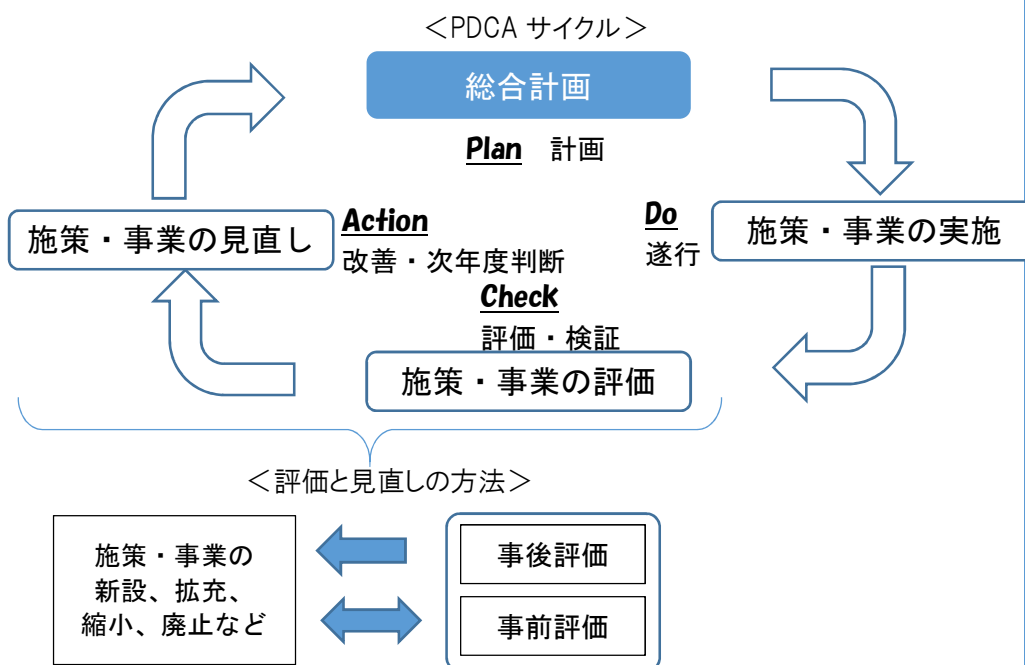 ＜PDCA サイクル＞
総合計画
Plan　計画
施策・事業の見直し
Action
改善・次年度判断
Do
遂行
施策・事業の実施
Check
評価・検証
施策・事業の評価
＜評価と見直しの方法＞
施策・事業の
新設、拡充、
縮小、廃止など
事後評価
事前評価